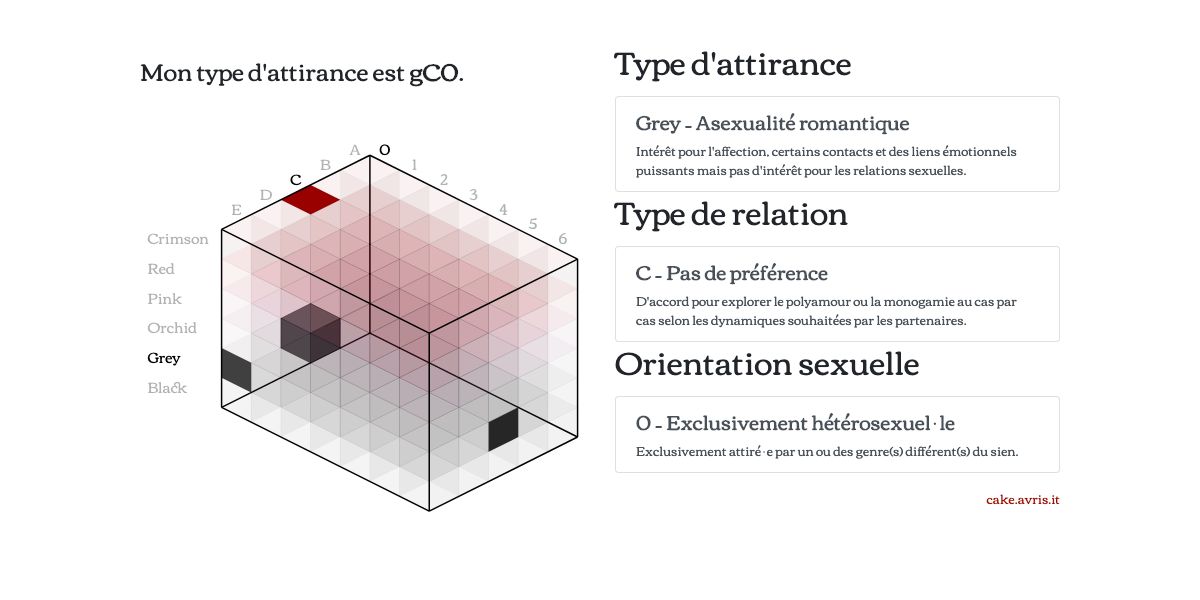 Mon type d'attirance est gC0.
A
0
B
1
C
2
D
3
E
4
5
6
Crimson
Red
Pink
Orchid
Grey
Black
Type d'attirance
Grey - Asexualité romantique
Intérêt pour l'affection, certains contacts et des liens émotionnels
puissants mais pas d'intérêt pour les relations sexuelles.
Type de relation
C - Pas de préférence
D'accord pour explorer le polyamour ou la monogamie au cas par
cas selon les dynamiques souhaitées par les partenaires.
Orientation sexuelle
0 - Exclusivement hétérosexuel·le
Exclusivement attiré·e par un ou des genre(s) différent(s) du sien.
cake.avris.it